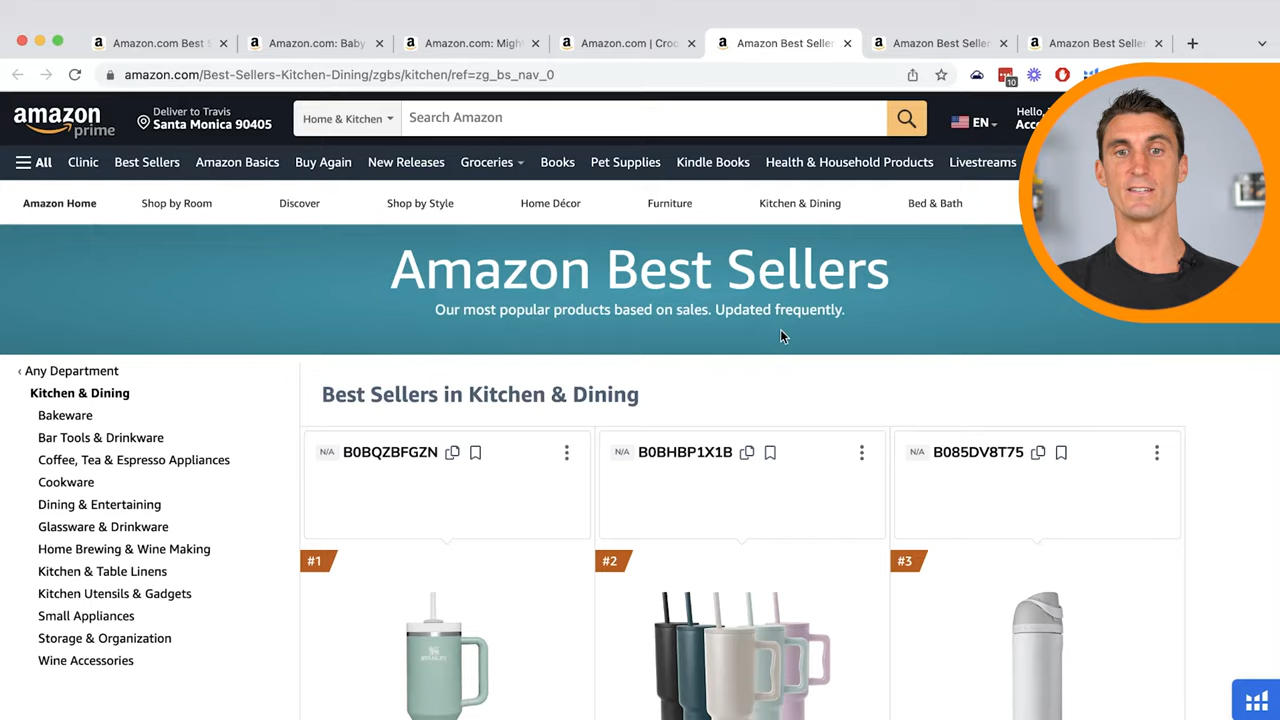 Amazon.com Best S
Amazon.com: Baby
Amazon.com: Migh
Amazon.com | Croc
Amazon Best Seller
Amazon Best Seller
Amazon Best Seller
amazon.com/Best-Sellers-Kitchen-Dining/zgbs/kitchen/ref=zg_bs_nav_0
10
amazon prime
Deliver to Travis
Santa Monica 90405
Home & Kitchen
Search Amazon
EN
Hello,
Acc
All
Clinic
Best Sellers
Amazon Basics
Buy Again
New Releases
Groceries
Books
Pet Supplies
Kindle Books
Health & Household Products
Livestreams
Amazon Home
Shop by Room
Discover
Shop by Style
Home Décor
Furniture
Kitchen & Dining
Bed & Bath
Amazon Best Sellers
Our most popular products based on sales. Updated frequently.
‹ Any Department
Kitchen & Dining
Bakeware
Bar Tools & Drinkware
Coffee, Tea & Espresso Appliances
Cookware
Dining & Entertaining
Glassware & Drinkware
Home Brewing & Wine Making
Kitchen & Table Linens
Kitchen Utensils & Gadgets
Small Appliances
Storage & Organization
Wine Accessories
Best Sellers in Kitchen & Dining
N/A B0BQZBFGZN
N/A B0BHBP1X1B
N/A B085DV8T75
#1
#2
#3
STANLEY